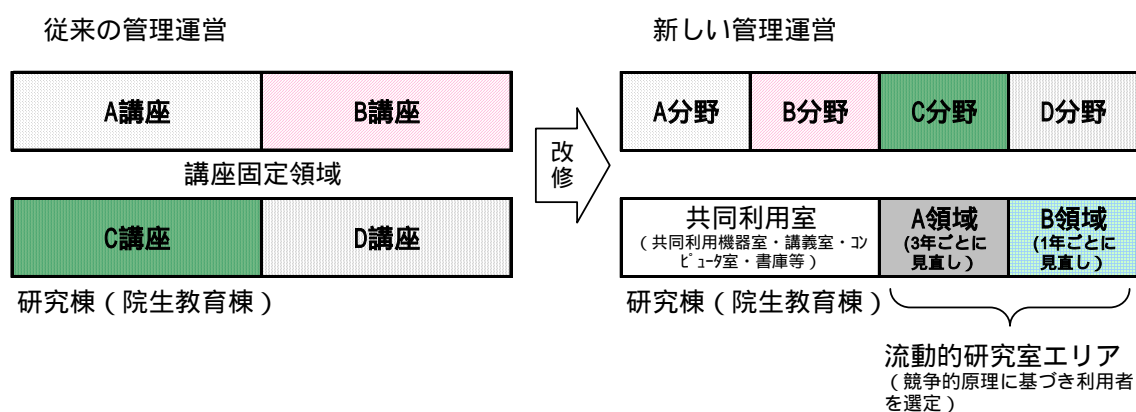 従来の管理運営
A講座
B講座
講座固定領域
C講座
D講座
研究棟(院生教育棟)
改
修
新しい管理運営
A分野
B分野
C分野
D分野
共同利用室
(共同利用機器室・講義室・コン
ピュータ室・書庫等)
A領域
(3年ごとに
見直し)
B領域
(1年ごとに
見直し)
研究棟(院生教育棟)
流動的研究室エリア
(競争的原理に基づき利用者
を選定)